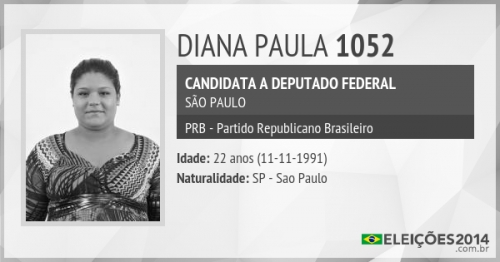 DIANA PAULA 1052
CANDIDATA A DEPUTADO FEDERAL
SÃO PAULO
PRB - Partido Republicano Brasileiro
Idade: 22 anos (11-11-1991)
Naturalidade: SP - Sao Paulo
ELEIÇÕES2014
.com.br